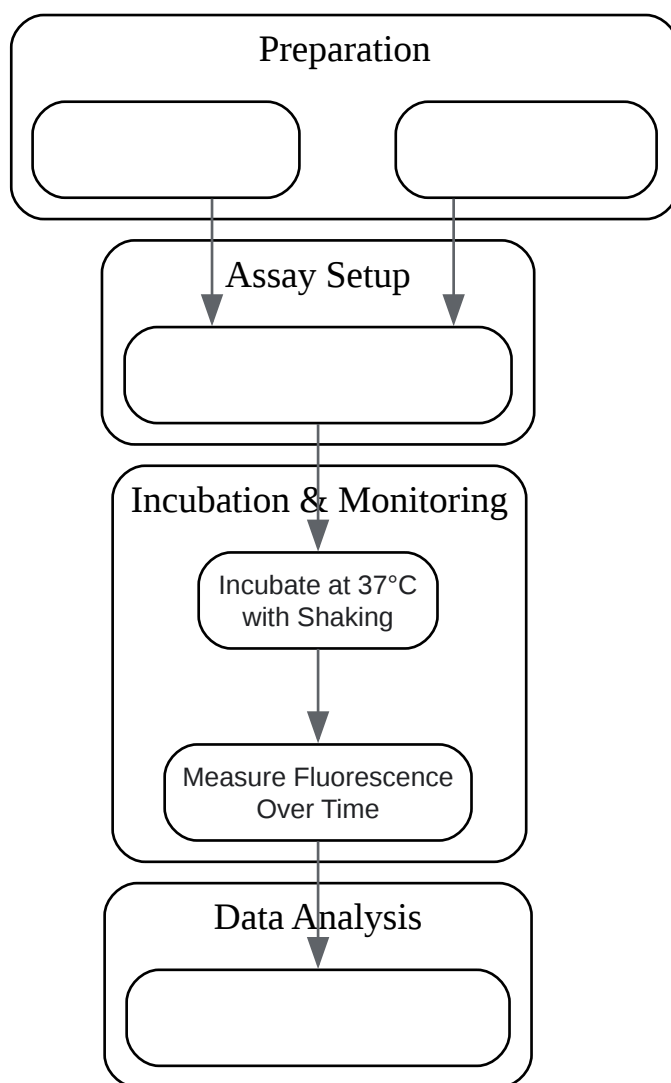 Preparation
Assay Setup
Incubation & Monitoring
Incubate at 37°C
with Shaking
Measure Fluorescence
Over Time
Data Analysis